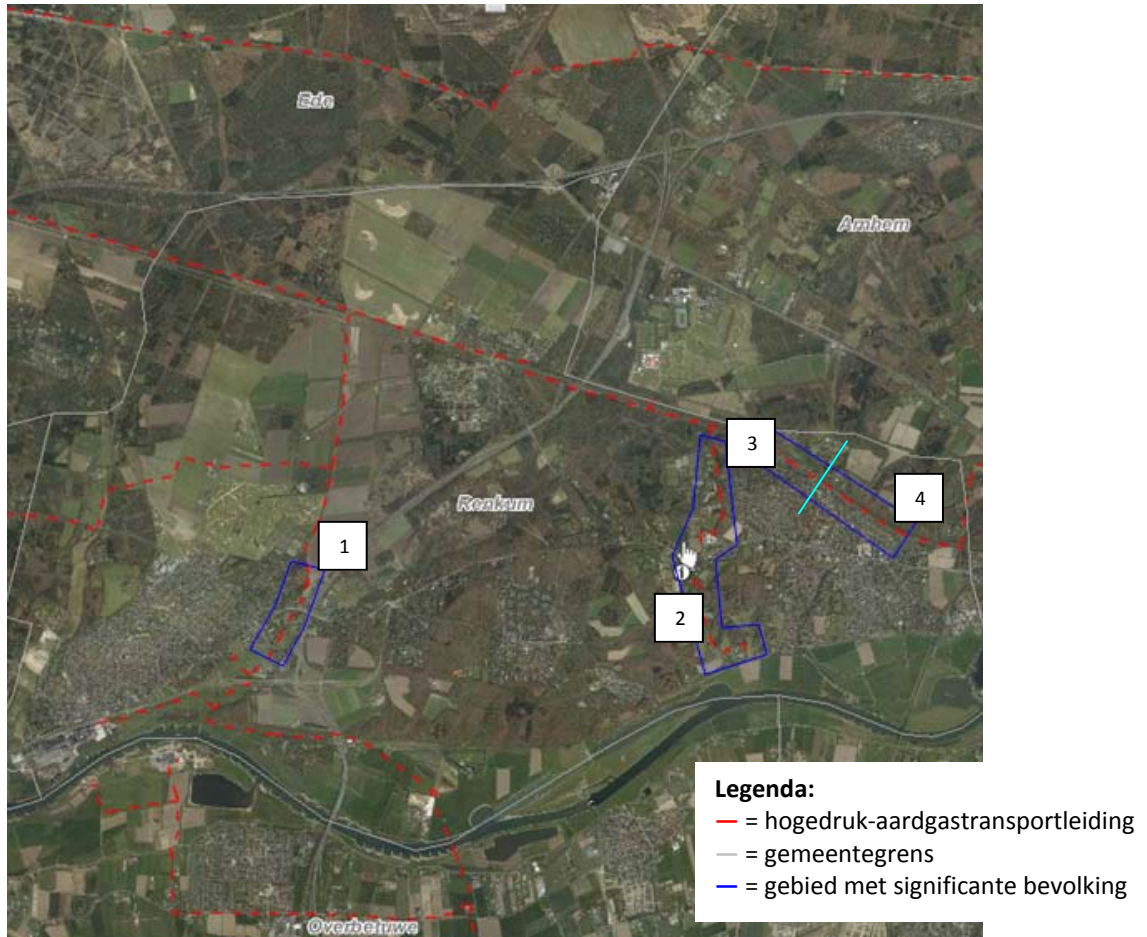 Ede
Arnhem
3
4
Renkum
1
2
Legenda:
= hogedruk-aardgastransportleiding
= gemeentegrens
= gebied met significante bevolking
Overbetuwe